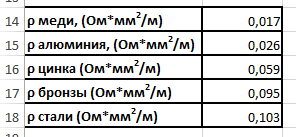 14 ρ меди, (Ом*мм²/м) 0,017
15 ρ алюминия, (Ом*мм²/м) 0,026
16 ρ цинка (Ом*мм²/м) 0,059
17 ρ бронзы (Ом*мм²/м) 0,095
18 ρ стали (Ом*мм²/м) 0,103